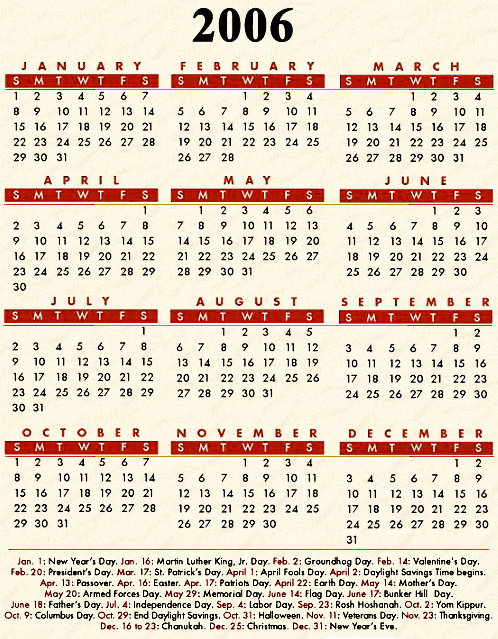 2006
JANUARY
S M T W T F S
1 2 3 4 5 6 7
8 9 10 11 12 13 14
15 16 17 18 19 20 21
22 23 24 25 26 27 28
29 30 31
FEBRUARY
S M T W T F S
1 2 3 4
5 6 7 8 9 10 11
12 13 14 15 16 17 18
19 20 21 22 23 24 25
26 27 28
MARCH
S M T W T F S
1 2 3 4
5 6 7 8 9 10 11
12 13 14 15 16 17 18
19 20 21 22 23 24 25
26 27 28 29 30 31
APRIL
S M T W T F S
1
2 3 4 5 6 7 8
9 10 11 12 13 14 15
16 17 18 19 20 21 22
23 24 25 26 27 28 29
30
MAY
S M T W T F S
1 2 3 4 5 6
7 8 9 10 11 12 13
14 15 16 17 18 19 20
21 22 23 24 25 26 27
28 29 30 31
JUNE
S M T W T F S
1 2 3
4 5 6 7 8 9 10
11 12 13 14 15 16 17
18 19 20 21 22 23 24
25 26 27 28 29 30
JULY
S M T W T F S
1
2 3 4 5 6 7 8
9 10 11 12 13 14 15
16 17 18 19 20 21 22
23 24 25 26 27 28 29
30 31
AUGUST
S M T W T F S
1 2 3 4 5
6 7 8 9 10 11 12
13 14 15 16 17 18 19
20 21 22 23 24 25 26
27 28 29 30 31
SEPTEMBER
S M T W T F S
1 2
3 4 5 6 7 8 9
10 11 12 13 14 15 16
17 18 19 20 21 22 23
24 25 26 27 28 29 30
OCTOBER
S M T W T F S
1 2 3 4 5 6 7
8 9 10 11 12 13 14
15 16 17 18 19 20 21
22 23 24 25 26 27 28
29 30 31
NOVEMBER
S M T W T F S
1 2 3 4
5 6 7 8 9 10 11
12 13 14 15 16 17 18
19 20 21 22 23 24 25
26 27 28 29 30
DECEMBER
S M T W T F S
1 2
3 4 5 6 7 8 9
10 11 12 13 14 15 16
17 18 19 20 21 22 23
24 25 26 27 28 29 30
31
Jan. 1: New Year's Day. Jan. 16: Martin Luther King, Jr. Day. Feb. 2: Groundhog Day. Feb. 14: Valentine's Day.
Feb. 20: President's Day. Mar. 17: St. Patrick's Day. April 1: April Fools Day. April 2: Daylight Savings Time begins.
Apr. 13: Passover. Apr. 16: Easter. Apr. 17: Patriots Day. April 22: Earth Day. May 14: Mother's Day.
May 20: Armed Forces Day. May 29: Memorial Day. June 14: Flag Day. June 17: Bunker Hill Day.
June 18: Father's Day. Jul. 4: Independence Day. Sep. 4: Labor Day. Sep. 23: Rosh Hoshanah. Oct. 2: Yom Kippur.
Oct. 9: Columbus Day. Oct. 29: End Daylight Savings. Oct. 31: Halloween. Nov. 11: Veterans Day. Nov. 23: Thanksgiving.
Dec. 16 to 23: Chanukah. Dec. 25: Christmas. Dec. 31: New Year's Eve.